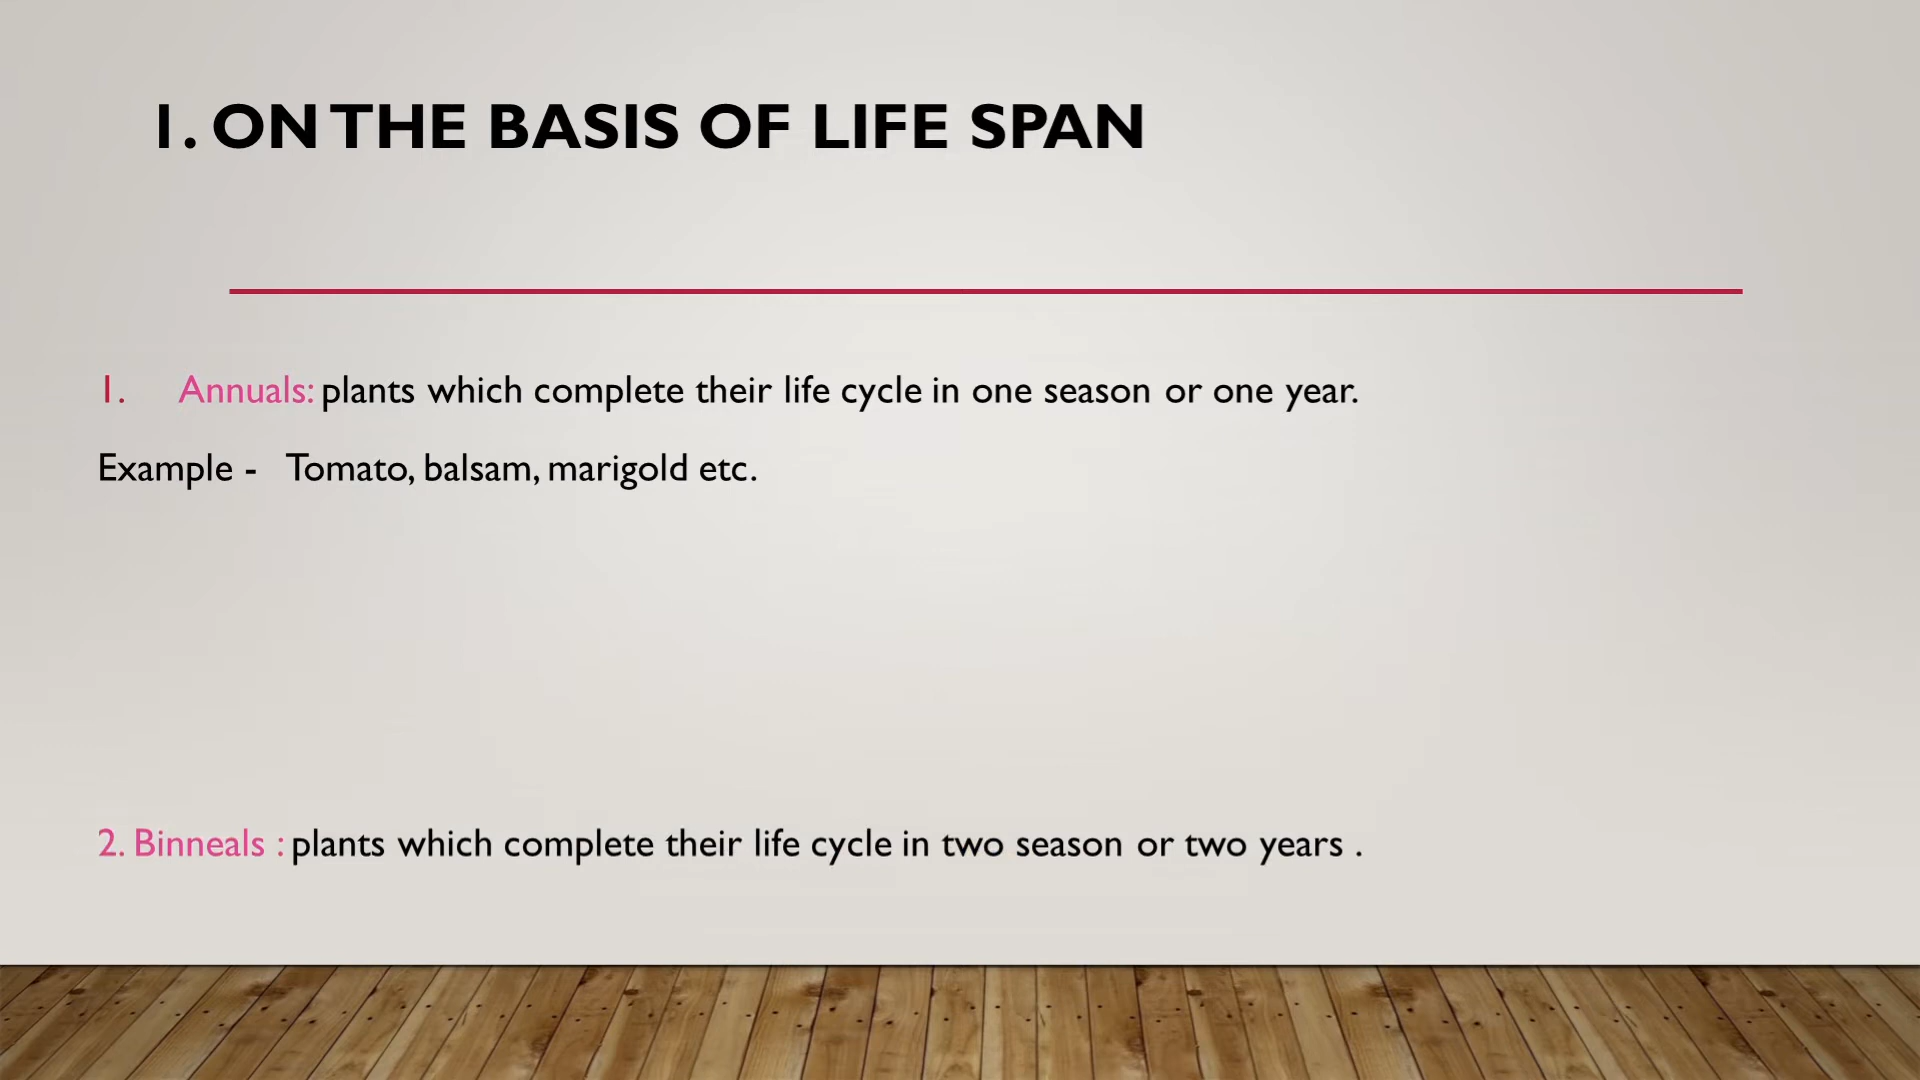 1. ON THE BASIS OF LIFE SPAN
1. Annuals: plants which complete their life cycle in one season or one year.
Example - Tomato, balsam, marigold etc.
2. Binneals : plants which complete their life cycle in two season or two years .